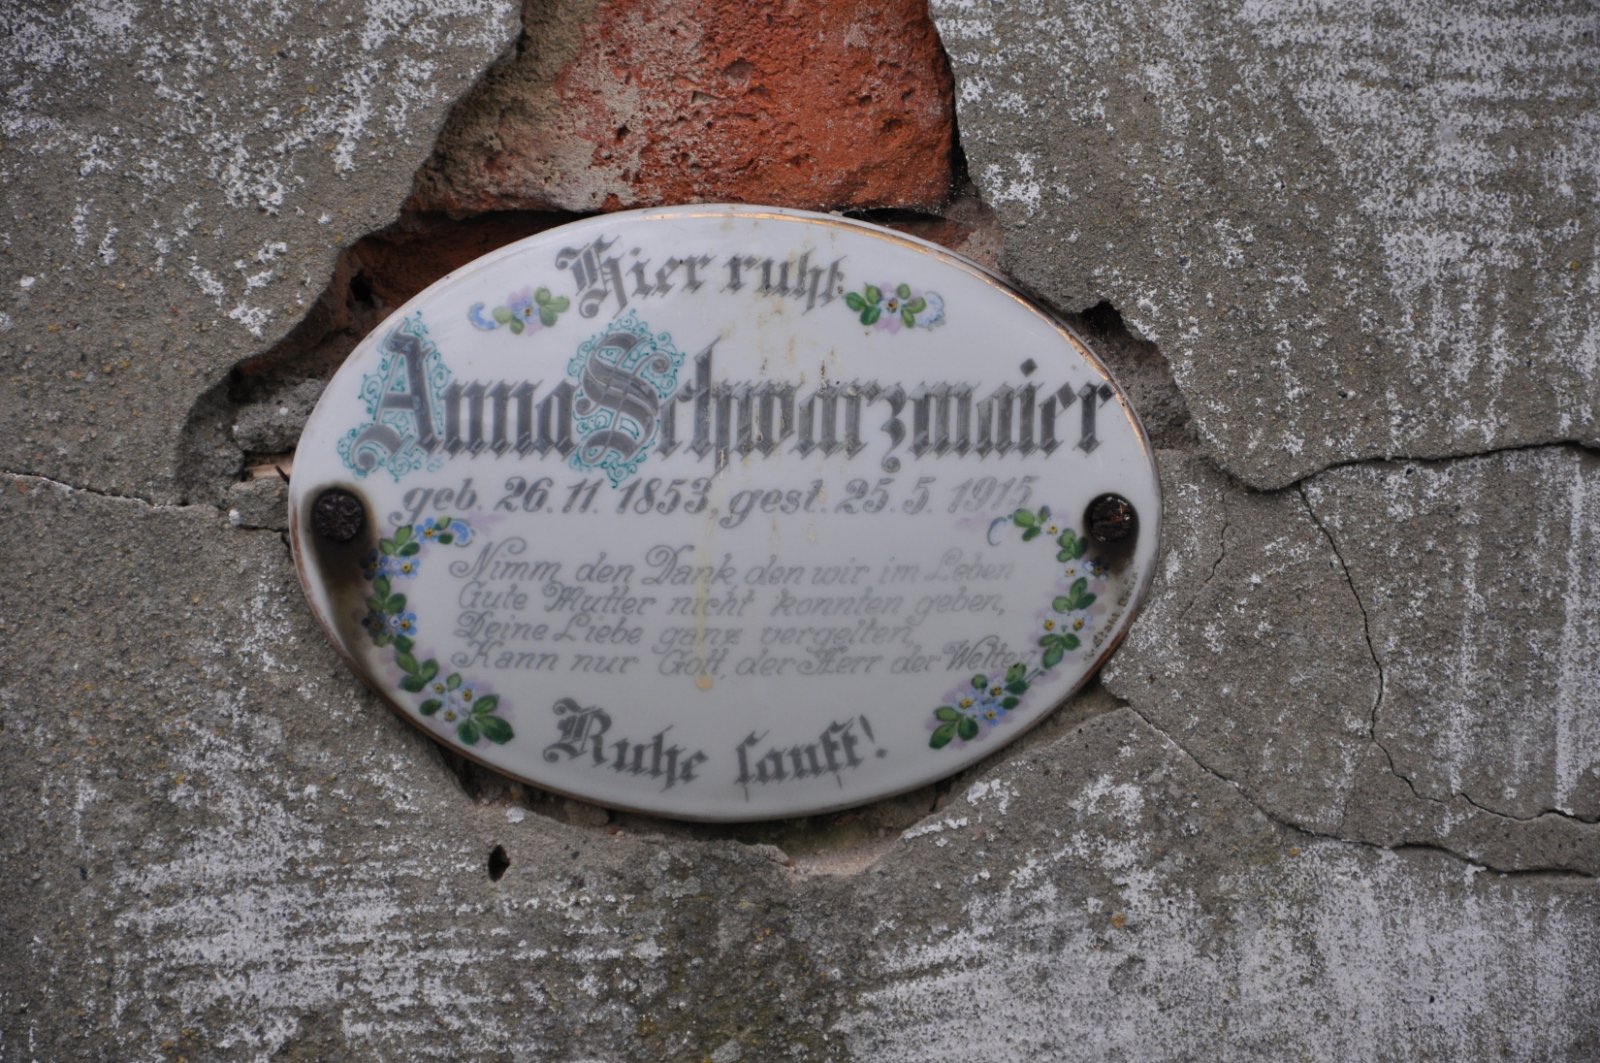 Hier ruht
Anna Schwarzmaier
geb. 26.11.1853, gest. 25.5.1915
Nimm den Dank den wir im Leben
Gute Mutter nicht konnten geben,
Deine Liebe ganz vergelten,
Kann nur Gott, der Herr der Welten
Ruhe sanft!